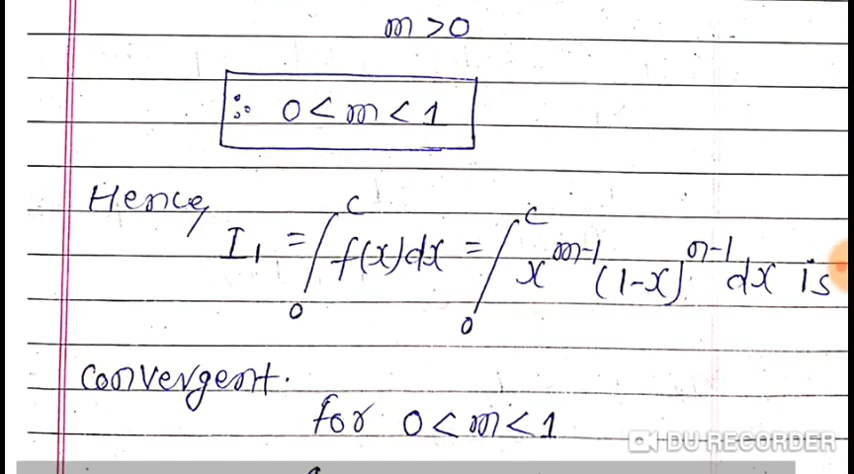 m > 0
∴ 0 < m < 1
Hence,
I₁ = ∫₀ᶜ f(x) dx = ∫₀ᶜ x^(m-1) (1-x)^(n-1) dx is
convergent.
for 0 < m < 1
DU RECORDER